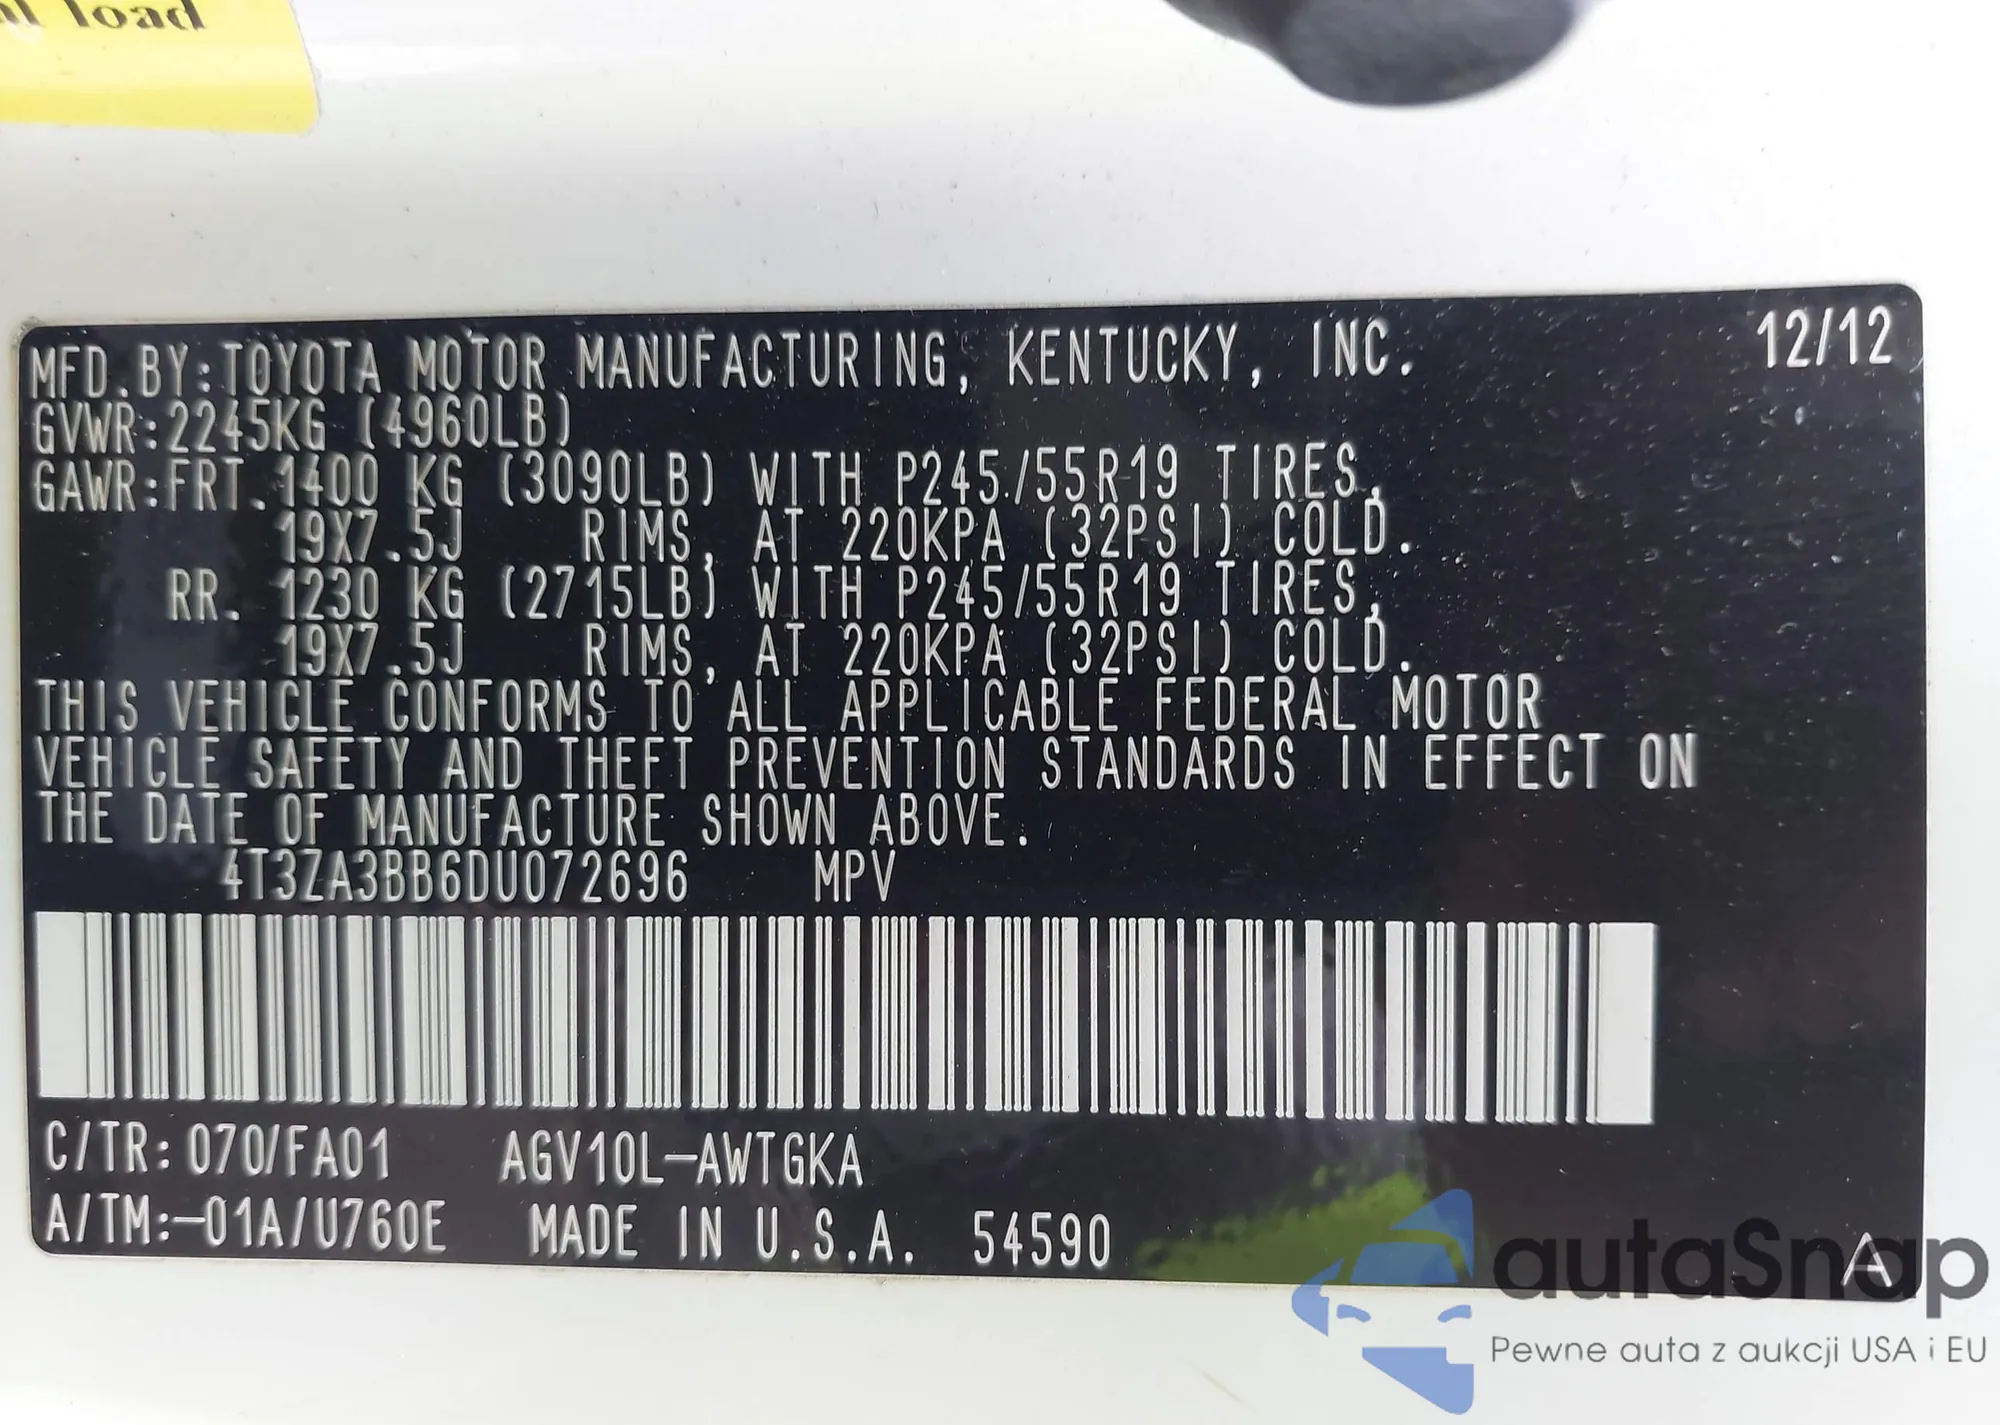 al load
MFD.BY:TOYOTA MOTOR MANUFACTURING, KENTUCKY, INC. 12/12
GVWR:2245KG (4960LB)
GAWR:FRT.1400 KG (3090LB) WITH P245/55R19 TIRES,
19X7.5J RIMS, AT 220KPA (32PSI) COLD.
RR. 1230 KG (2715LB) WITH P245/55R19 TIRES,
19X7.5J RIMS, AT 220KPA (32PSI) COLD.
THIS VEHICLE CONFORMS TO ALL APPLICABLE FEDERAL MOTOR
VEHICLE SAFETY AND THEFT PREVENTION STANDARDS IN EFFECT ON
THE DATE OF MANUFACTURE SHOWN ABOVE.
4T3ZA3BB6DU072696 MPV
C/TR:070/FA01 AGV10L-AWTGKA
A/TM:-01A/U760E MADE IN U.S.A. 54590
A
autaSnap
Pewne auta z aukcji USA i EU